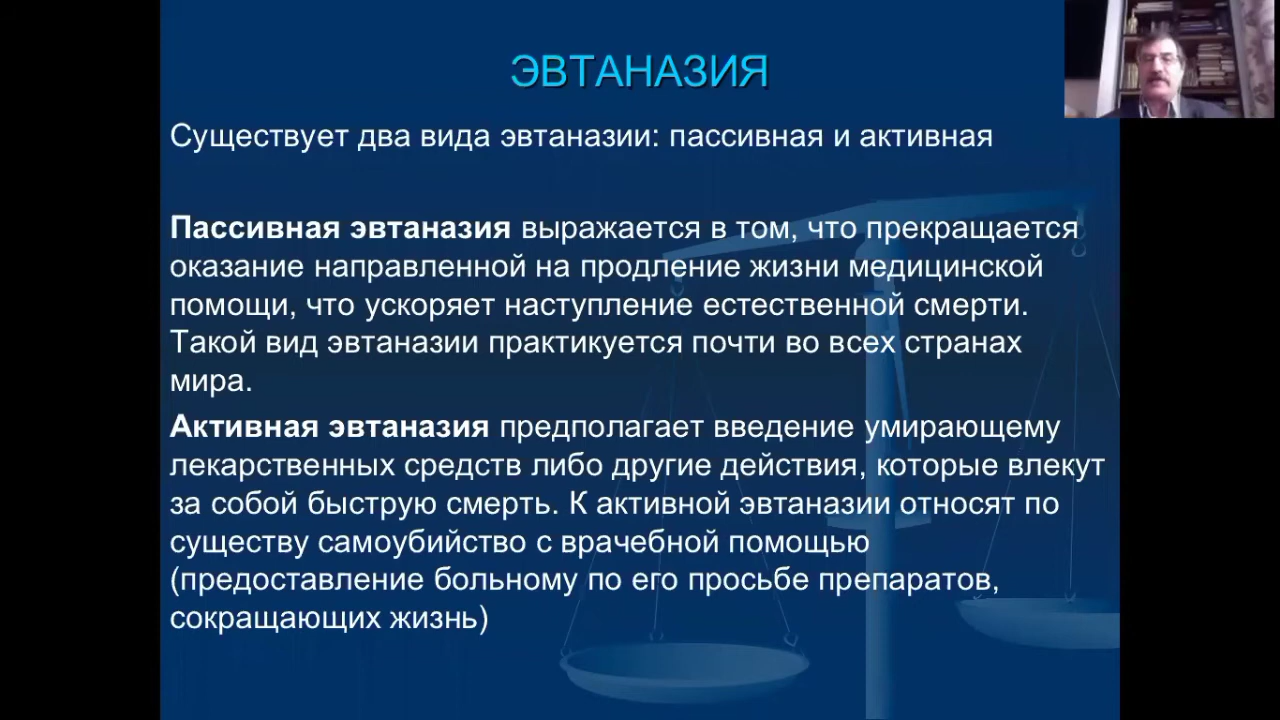 ЭВТАНАЗИЯ
Существует два вида эвтаназии: пассивная и активная
Пассивная эвтаназия выражается в том, что прекращается
оказание направленной на продление жизни медицинской
помощи, что ускоряет наступление естественной смерти.
Такой вид эвтаназии практикуется почти во всех странах
мира.
Активная эвтаназия предполагает введение умирающему
лекарственных средств либо другие действия, которые влекут
за собой быструю смерть. К активной эвтаназии относят по
существу самоубийство с врачебной помощью
(предоставление больному по его просьбе препаратов,
сокращающих жизнь)